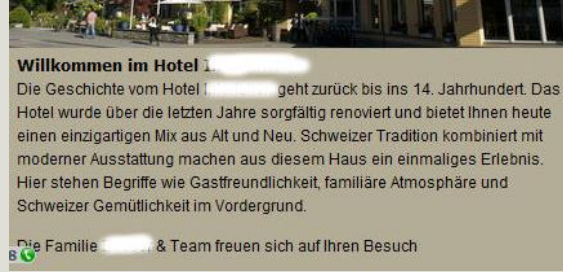 Willkommen im Hotel
Die Geschichte vom Hotel geht zurück bis ins 14. Jahrhundert. Das
Hotel wurde über die letzten Jahre sorgfältig renoviert und bietet Ihnen heute
einen einzigartigen Mix aus Alt und Neu. Schweizer Tradition kombiniert mit
moderner Ausstattung machen aus diesem Haus ein einmaliges Erlebnis.
Hier stehen Begriffe wie Gastfreundlichkeit, familiäre Atmosphäre und
Schweizer Gemütlichkeit im Vordergrund.
Die Familie & Team freuen sich auf Ihren Besuch